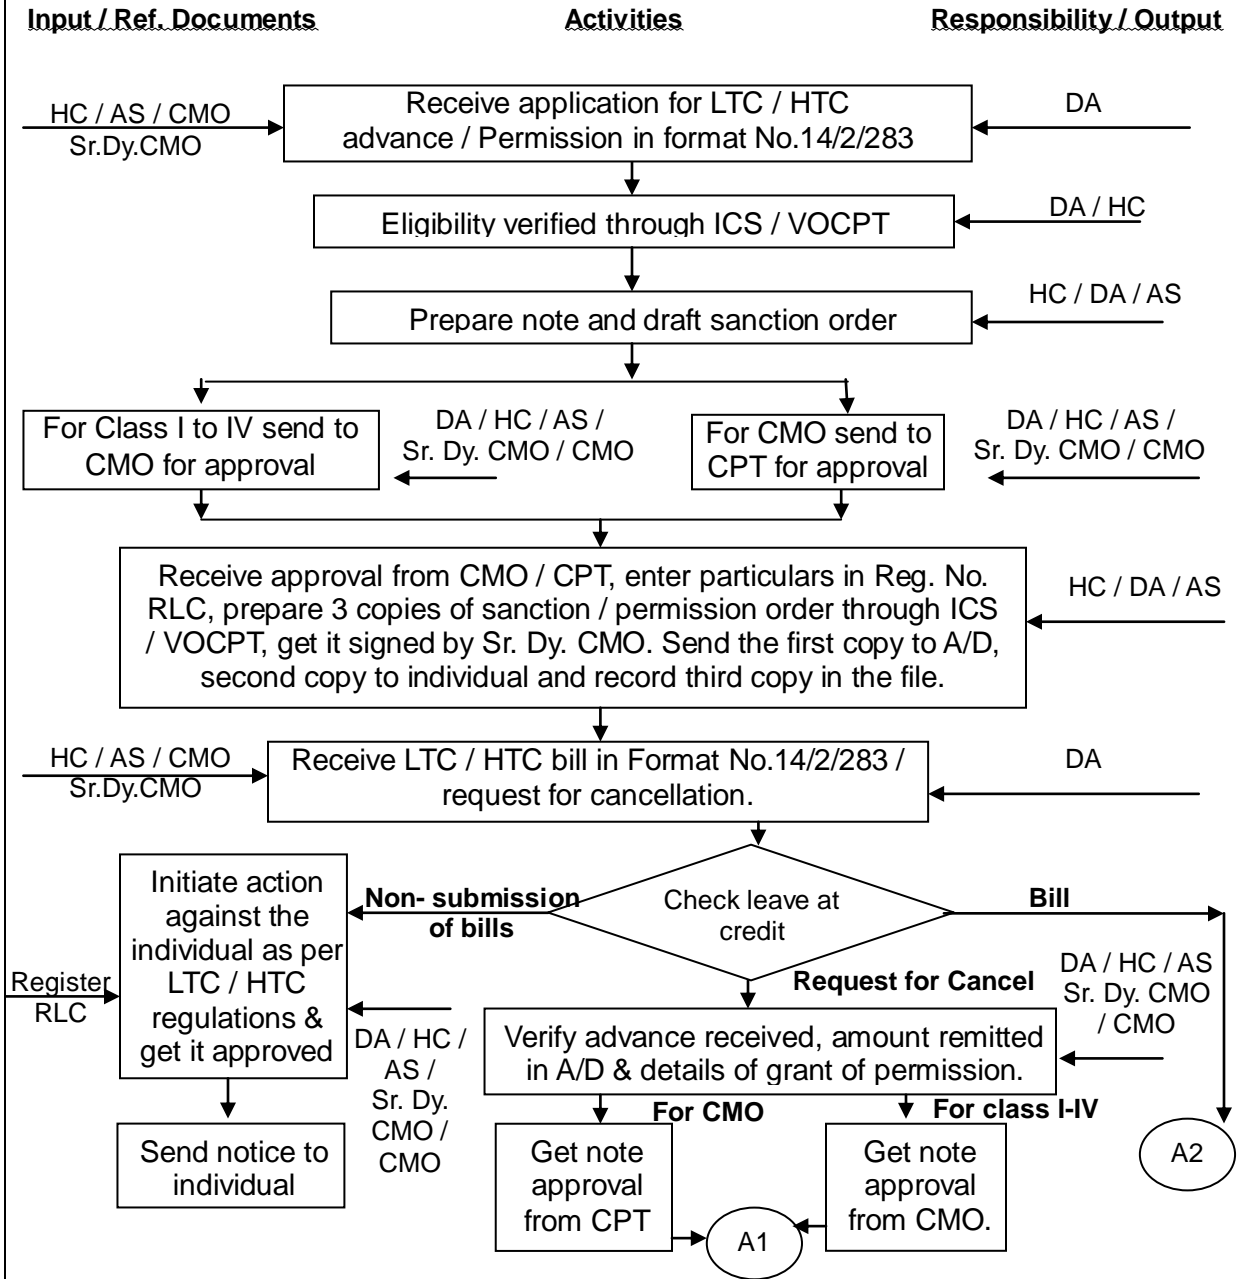 Input / Ref. Documents
Activities
Responsibility / Output
HC / AS / CMO
Sr.Dy.CMO
Receive application for LTC / HTC
advance / Permission in format No.14/2/283
DA
Eligibility verified through ICS / VOCPT
DA / HC
Prepare note and draft sanction order
HC / DA / AS
For Class I to IV send to
CMO for approval
DA / HC / AS /
Sr. Dy. CMO / CMO
For CMO send to
CPT for approval
DA / HC / AS /
Sr. Dy. CMO / CMO
Receive approval from CMO / CPT, enter particulars in Reg. No.
RLC, prepare 3 copies of sanction / permission order through ICS
/ VOCPT, get it signed by Sr. Dy. CMO. Send the first copy to A/D,
second copy to individual and record third copy in the file.
HC / DA / AS
HC / AS / CMO
Sr.Dy.CMO
Receive LTC / HTC bill in Format No.14/2/283 /
request for cancellation.
DA
Initiate action
against the
individual as per
LTC / HTC
regulations &
get it approved
Non- submission
of bills
Check leave at
credit
Bill
Register
RLC
Request for Cancel
DA / HC / AS
Sr. Dy. CMO
/ CMO
DA / HC /
AS /
Sr. Dy.
CMO /
CMO
Verify advance received, amount remitted
in A/D & details of grant of permission.
For CMO
For class I-IV
Send notice to
individual
Get note
approval
from CPT
Get note
approval
from CMO.
A1
A2